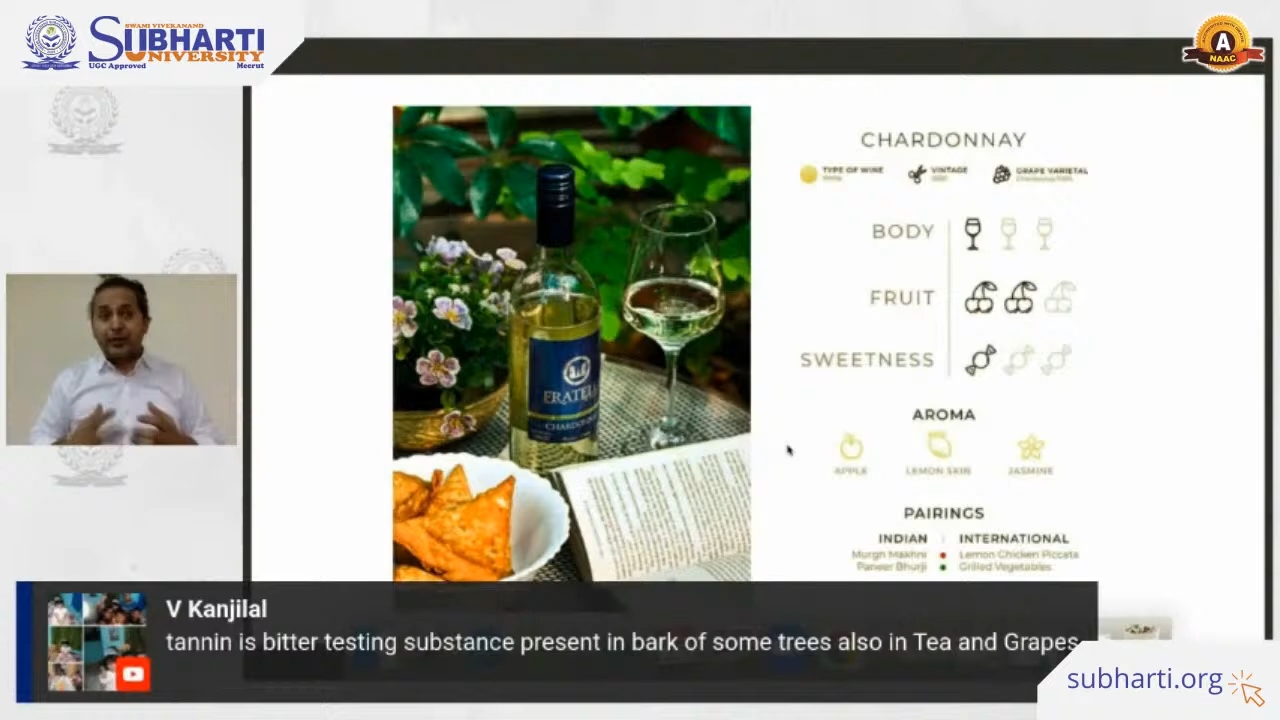 SWAMI VIVEKANAND
SUBHARTI
UNIVERSITY
UGC Approved Meerut
A
NAAC
CHARDONNAY
TYPE OF WINE
VINTAGE
GRAPE VARIETAL
BODY
FRUIT
SWEETNESS
AROMA
APPLE
LEMON SKIN
JASMINE
PAIRINGS
INDIAN
INTERNATIONAL
Murgh Makhni
Lemon Chicken Piccata
Paneer Bhurji
Grilled Vegetables
V Kanjilal
tannin is bitter testing substance present in bark of some trees also in Tea and Grapes
subharti.org